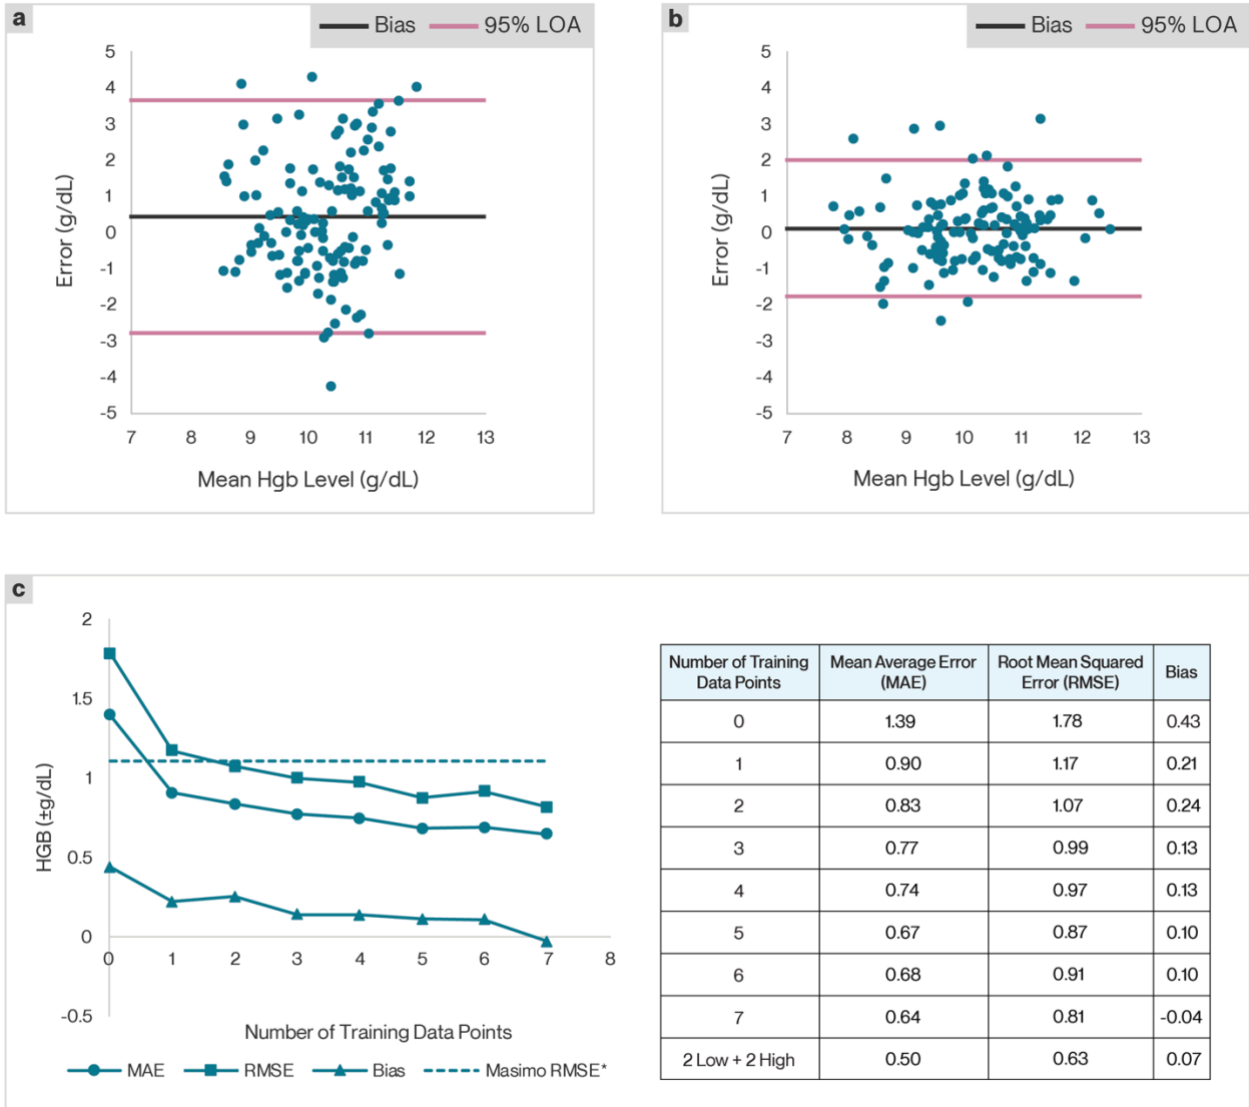 a
Bias 95% LOA
5
4
3
2
1
0
-1
-2
-3
-4
-5
Error (g/dL)
7 8 9 10 11 12 13
Mean Hgb Level (g/dL)
b
Bias 95% LOA
5
4
3
2
1
0
-1
-2
-3
-4
-5
Error (g/dL)
7 8 9 10 11 12 13
Mean Hgb Level (g/dL)
c
2
1.5
1
0.5
0
-0.5
HGB (±g/dL)
0 1 2 3 4 5 6 7 8
Number of Training Data Points
MAE RMSE Bias Masimo RMSE*
Number of Training Data Points Mean Average Error (MAE) Root Mean Squared Error (RMSE) Bias
0 1.39 1.78 0.43
1 0.90 1.17 0.21
2 0.83 1.07 0.24
3 0.77 0.99 0.13
4 0.74 0.97 0.13
5 0.67 0.87 0.10
6 0.68 0.91 0.10
7 0.64 0.81 -0.04
2 Low + 2 High 0.50 0.63 0.07